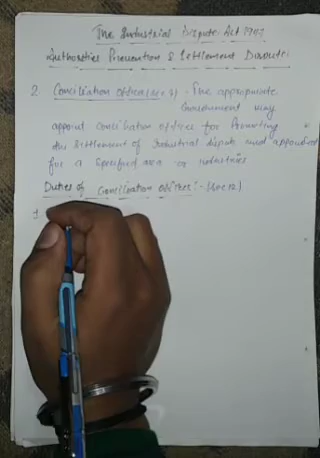 The Industrial Dispute Act 1947
Authorities Prevention & Settlement Dispute:
2. Conciliation officer (sec 4) - The appropriate
Government may
appoint conciliation officer for promoting
the settlement of Industrial dispute and appointed
for a specified area or industries
Duties of Conciliation officer :- (sec 12)
1